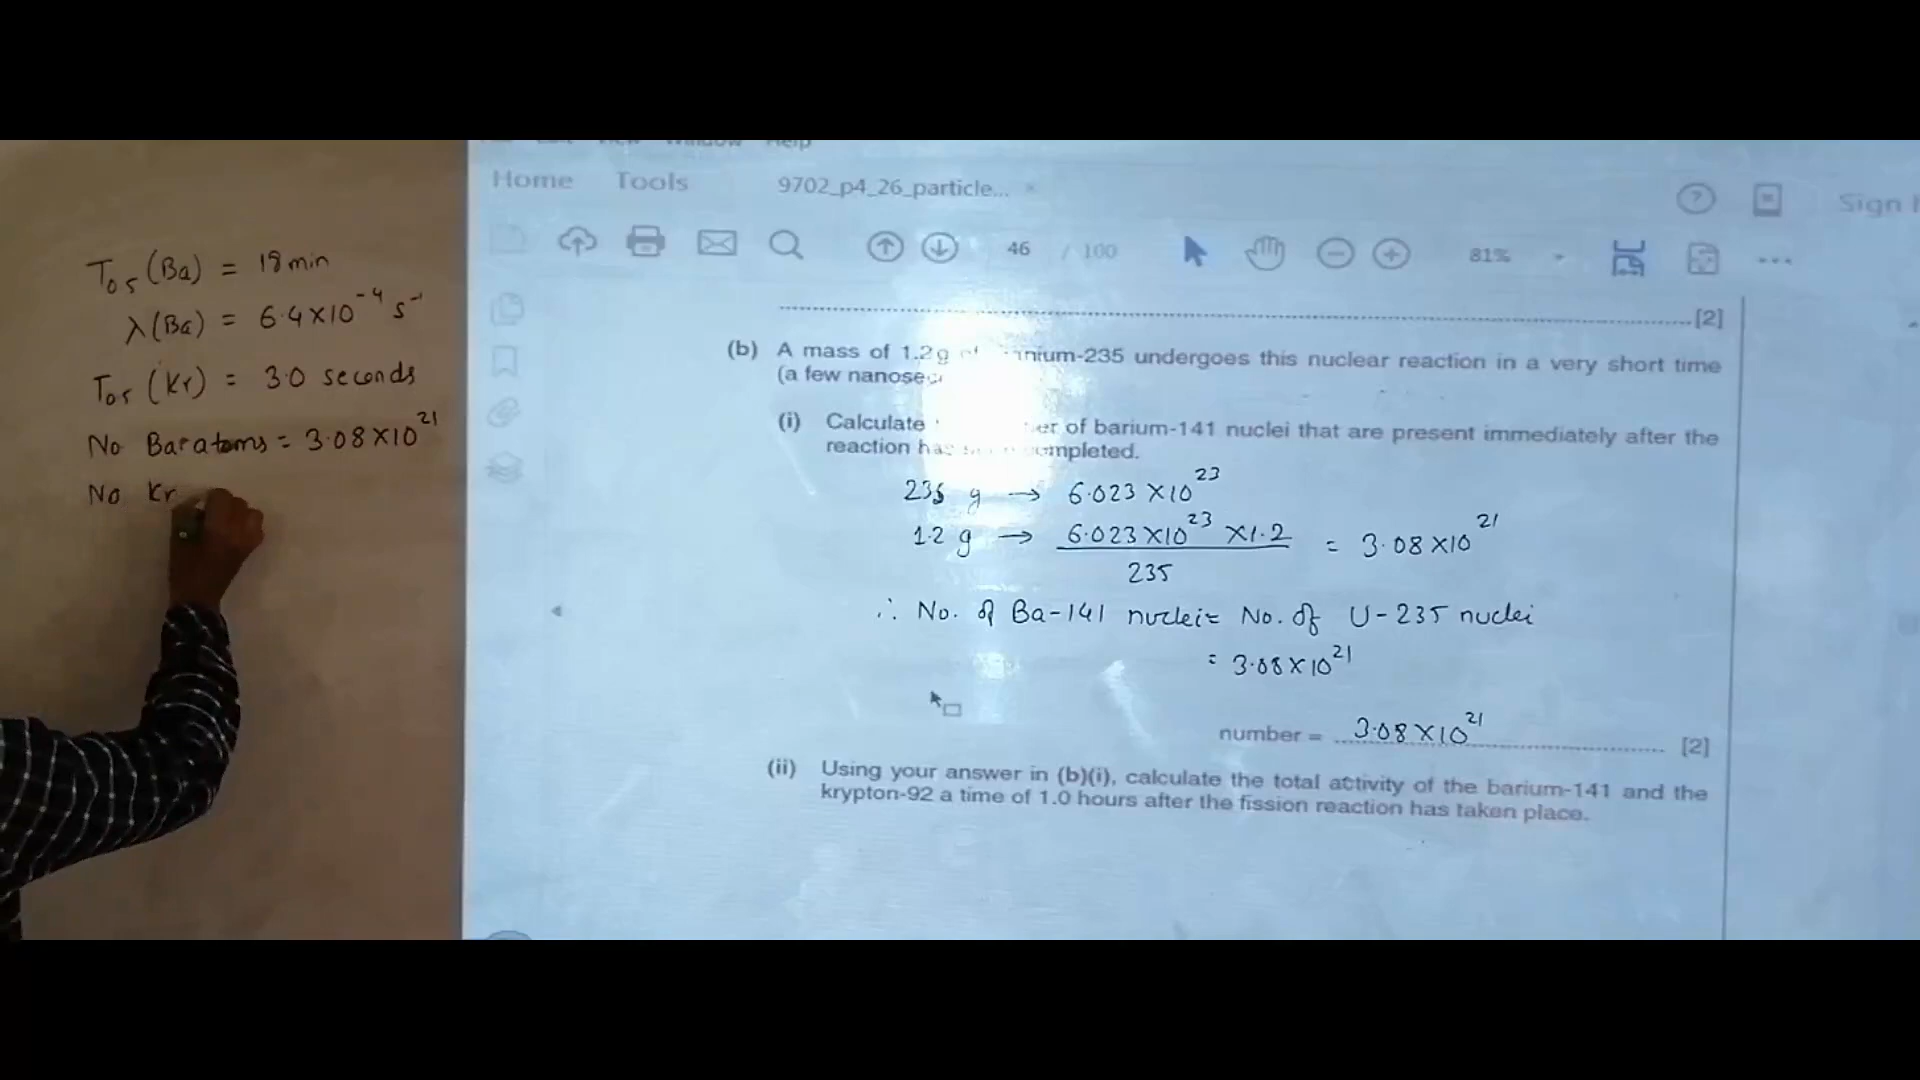 Home Tools 9702_p4_26_particle... ×
Sign
46 / 100 81%
T0.5 (Ba) = 18 min
λ(Ba) = 6.4×10⁻⁴ s⁻¹
T0.5 (Kr) = 3.0 seconds
No Bar atoms = 3.08×10²¹
No Kr
[2]
(b) A mass of 1.2g of uranium-235 undergoes this nuclear reaction in a very short time
(a few
(i) Calculate of barium-141 nuclei that are present immediately after the
reaction has completed.
235 g → 6.023 ×10²³
1.2 g → 6.023×10²³ ×1.2 = 3.08×10²¹
235
∴ No. of Ba-141 nuclei = No. of U-235 nuclei
= 3.08×10²¹
number = 3.08×10²¹ [2]
(ii) Using your answer in (b)(i), calculate the total activity of the barium-141 and the
krypton-92 a time of 1.0 hours after the fission reaction has taken place.